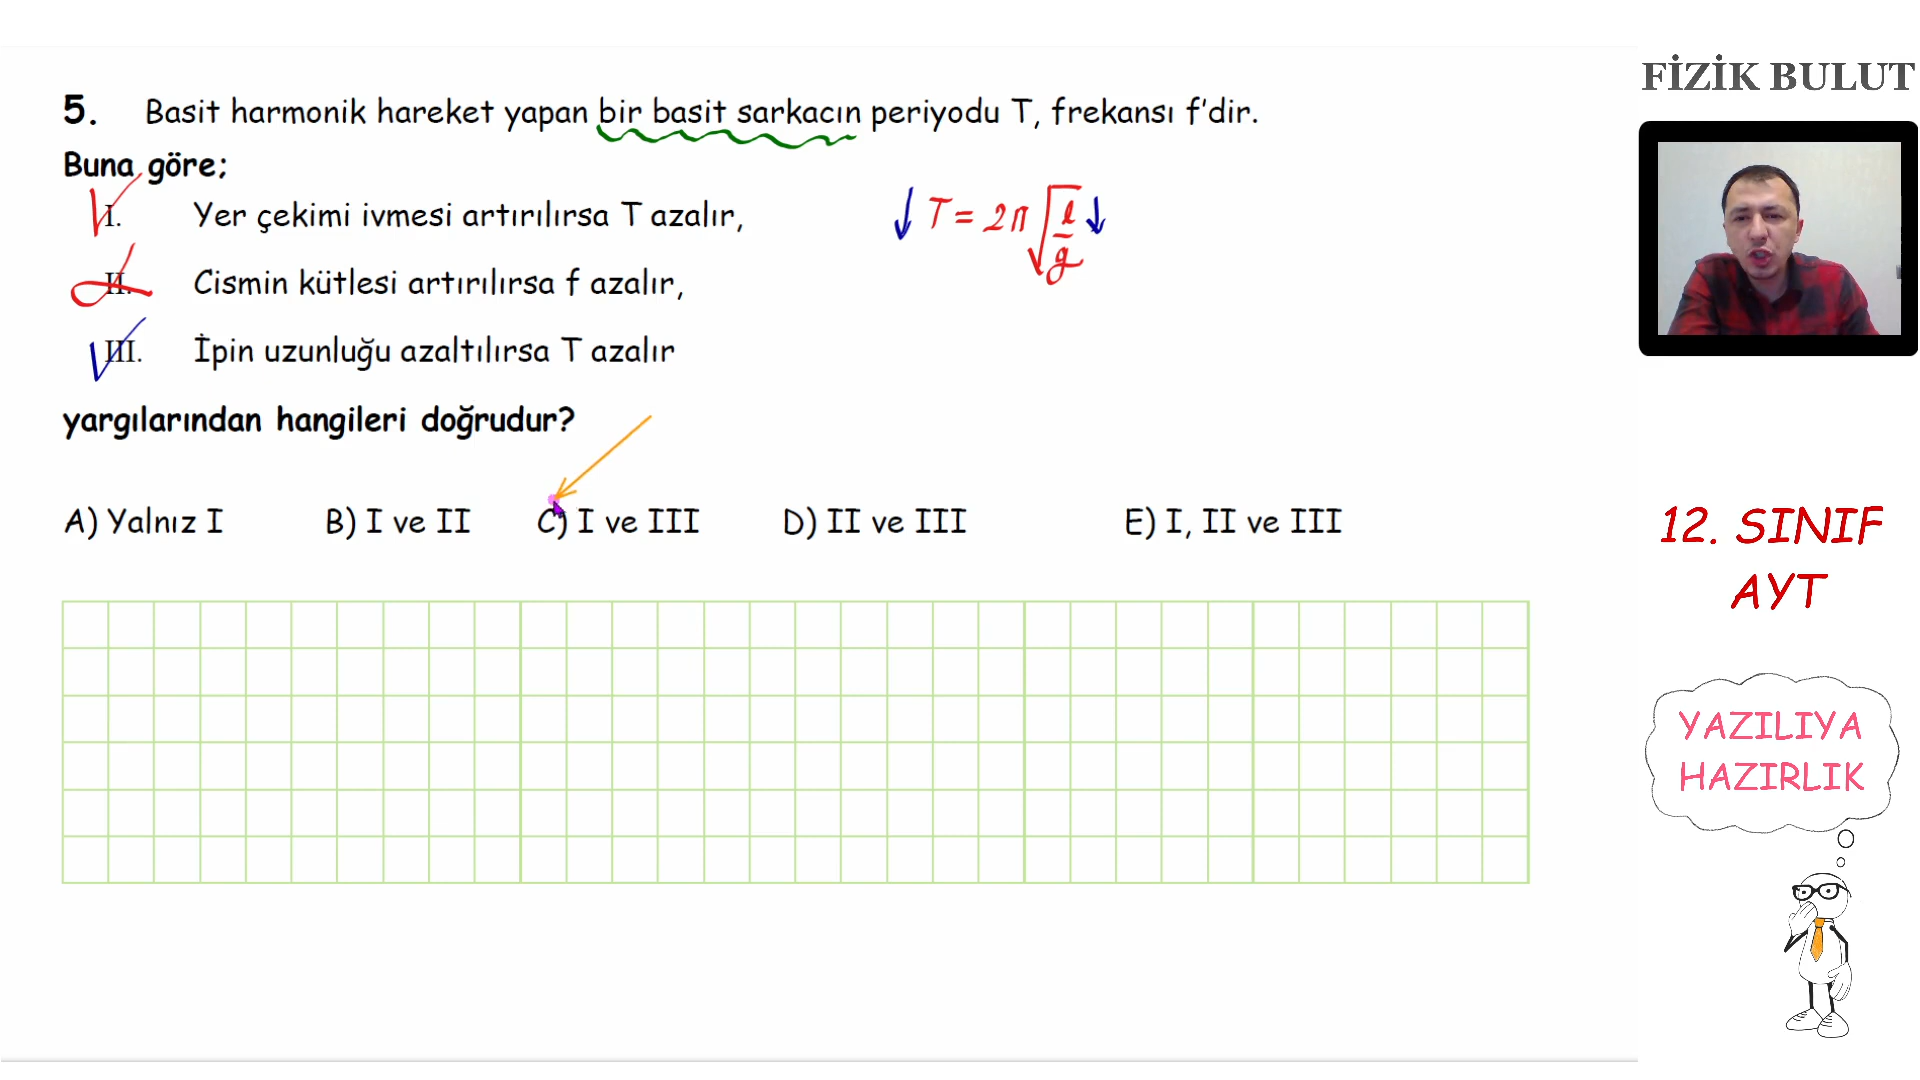 FİZİK BULUT
5. Basit harmonik hareket yapan bir basit sarkacın periyodu T, frekansı f'dir.
Buna göre;
I. Yer çekimi ivmesi artırılırsa T azalır,
T = 2π √l/g
II. Cismin kütlesi artırılırsa f azalır,
III. İpin uzunluğu azaltılırsa T azalır
yargılarından hangileri doğrudur?
A) Yalnız I B) I ve II C) I ve III D) II ve III E) I, II ve III
12. SINIF
AYT
YAZILIYA
HAZIRLIK